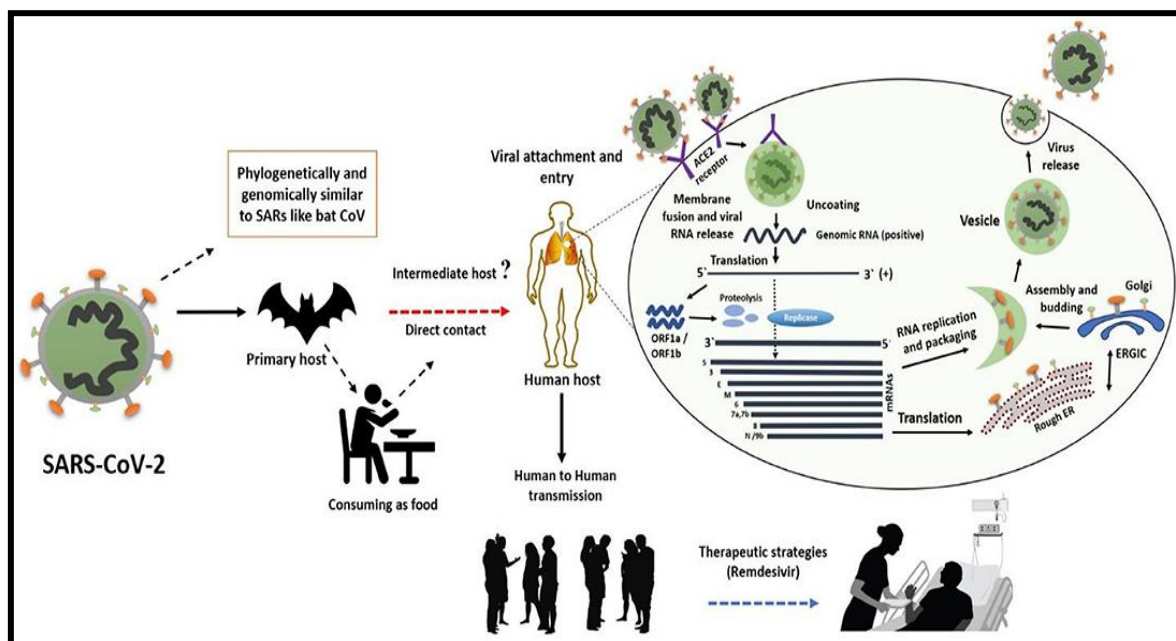 Phylogenetically and
genomically similar
to SARs like bat CoV
SARS-CoV-2
Primary host
Intermediate host ?
Direct contact
Consuming as food
Viral attachment and
entry
Human host
Human to Human
transmission
Therapeutic strategies
(Remdesivir)
ACE2
receptor
Membrane
fusion and viral
RNA release
Uncoating
Genomic RNA (positive)
Translation
5` 3` (+)
ORF1a /
ORF1b
Proteolysis
Replicase
3` 5`
S
3
E
M
6
7a,7b
8
N /9b
mRNAs
RNA replication
and packaging
Translation
Rough ER
ERGIC
Golgi
Assembly and
budding
Vesicle
Virus
release